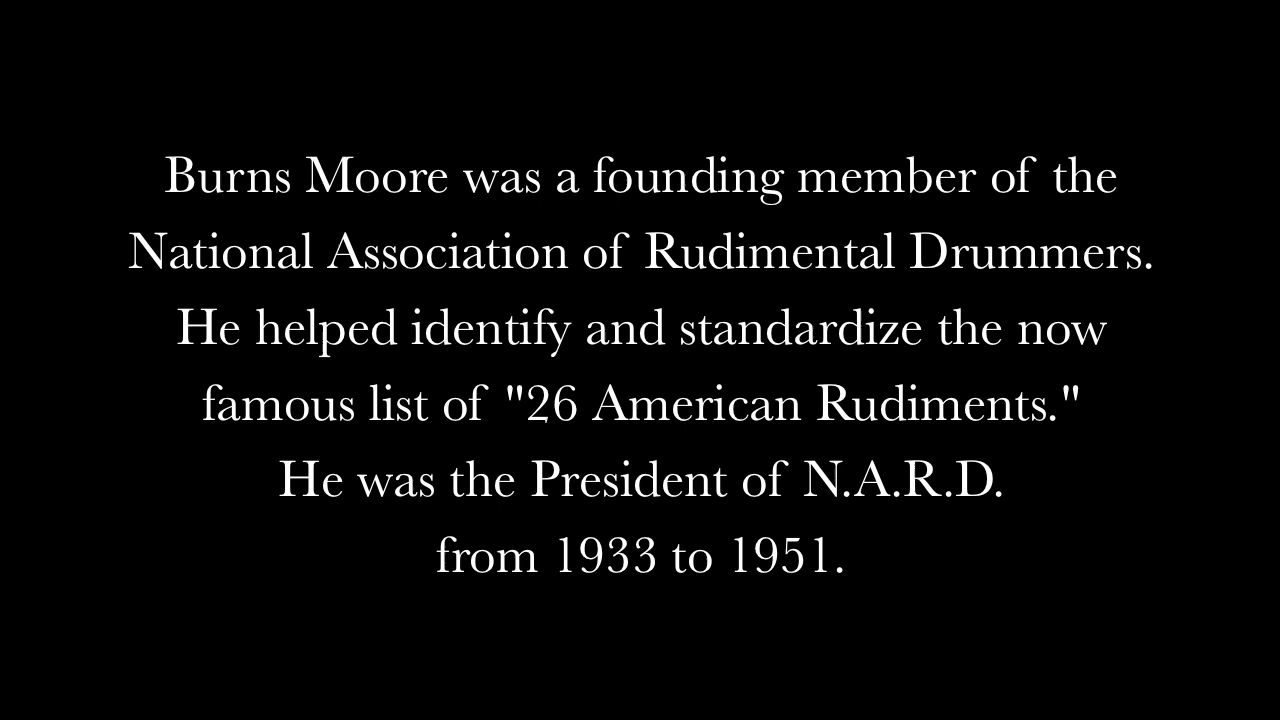 Burns Moore was a founding member of the
National Association of Rudimental Drummers.
He helped identify and standardize the now
famous list of "26 American Rudiments."
He was the President of N.A.R.D.
from 1933 to 1951.